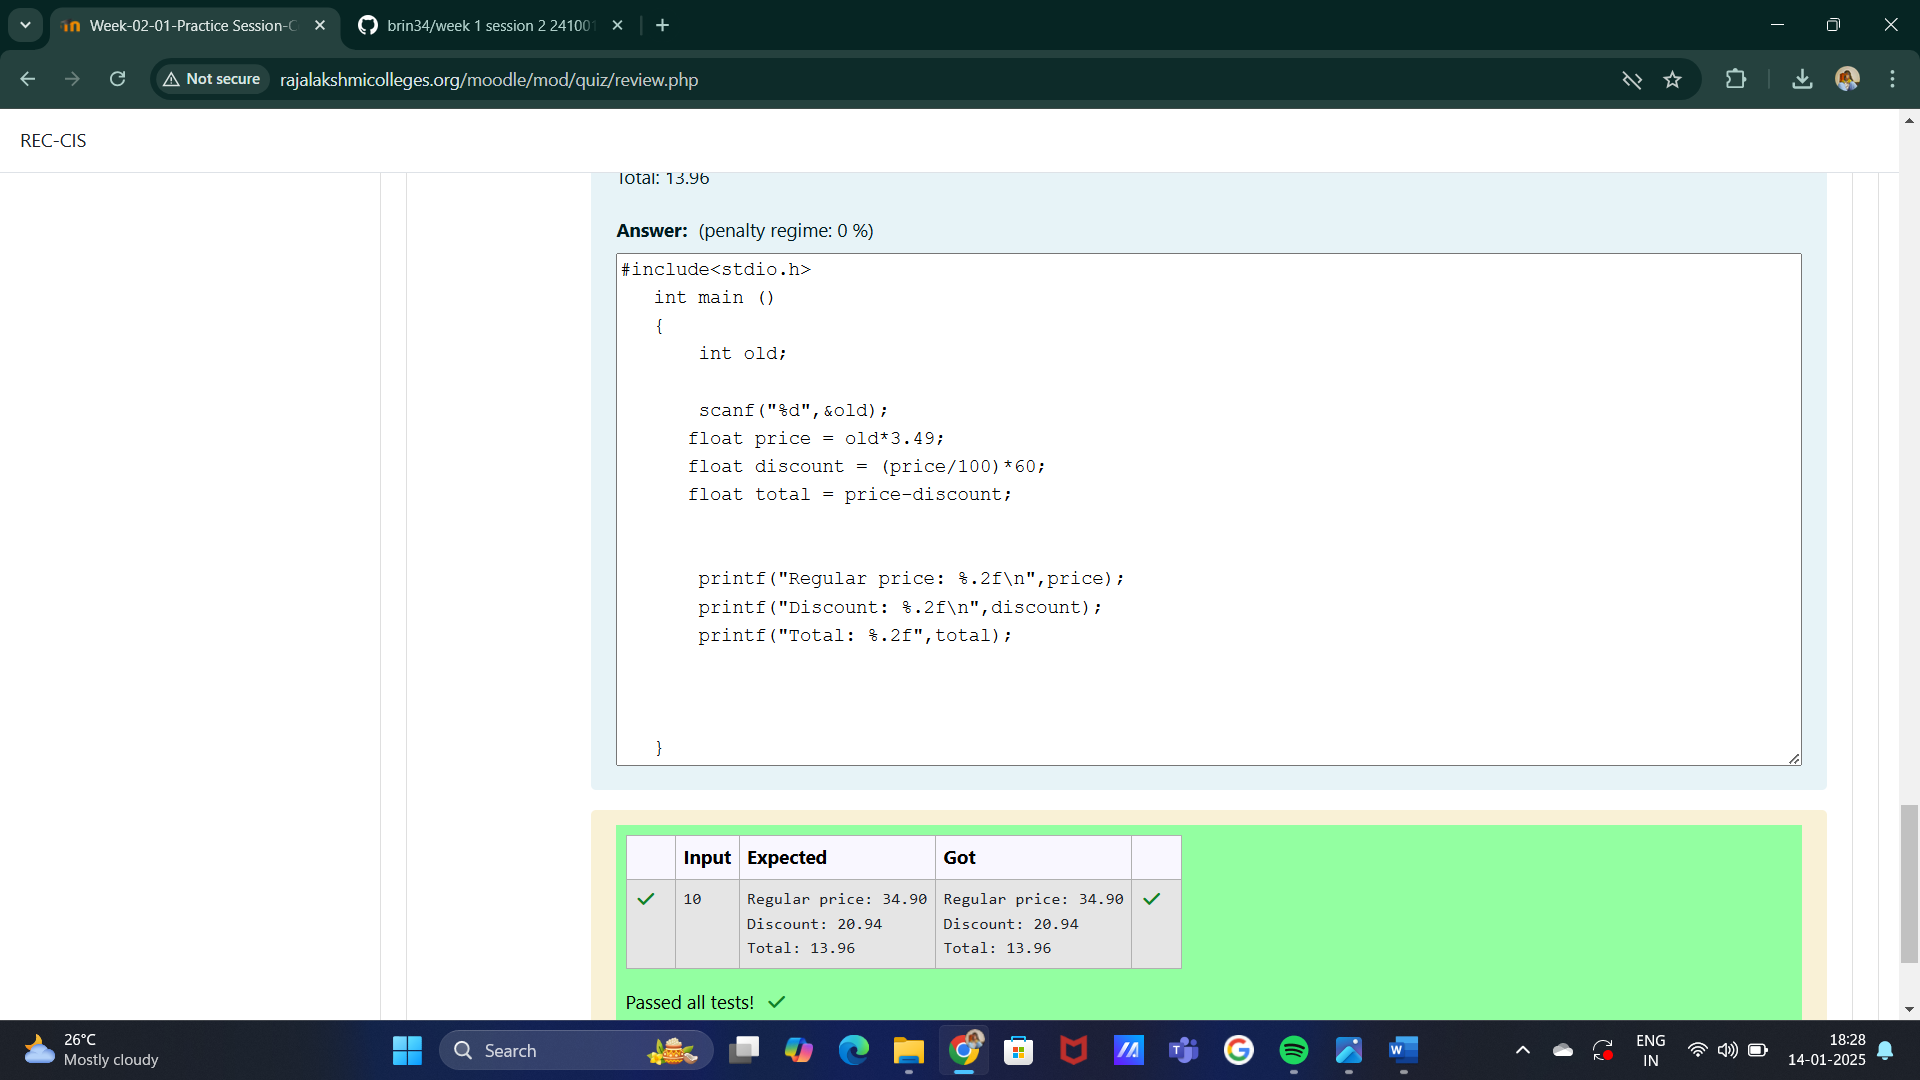 Week-02-01-Practice Session-C
brin34/week 1 session 2 24100
Not secure
rajalakshmicolleges.org/moodle/mod/quiz/review.php
REC-CIS
Total: 13.96
Answer: (penalty regime: 0 %)
#include<stdio.h>
int main ()
{
int old;
scanf("%d",&old);
float price = old*3.49;
float discount = (price/100)*60;
float total = price-discount;
printf("Regular price: %.2f\n",price);
printf("Discount: %.2f\n",discount);
printf("Total: %.2f",total);
}
Input Expected Got
10 Regular price: 34.90 Regular price: 34.90
Discount: 20.94 Discount: 20.94
Total: 13.96 Total: 13.96
Passed all tests!
26°C
Mostly cloudy
Search
ENG
IN
18:28
14-01-2025